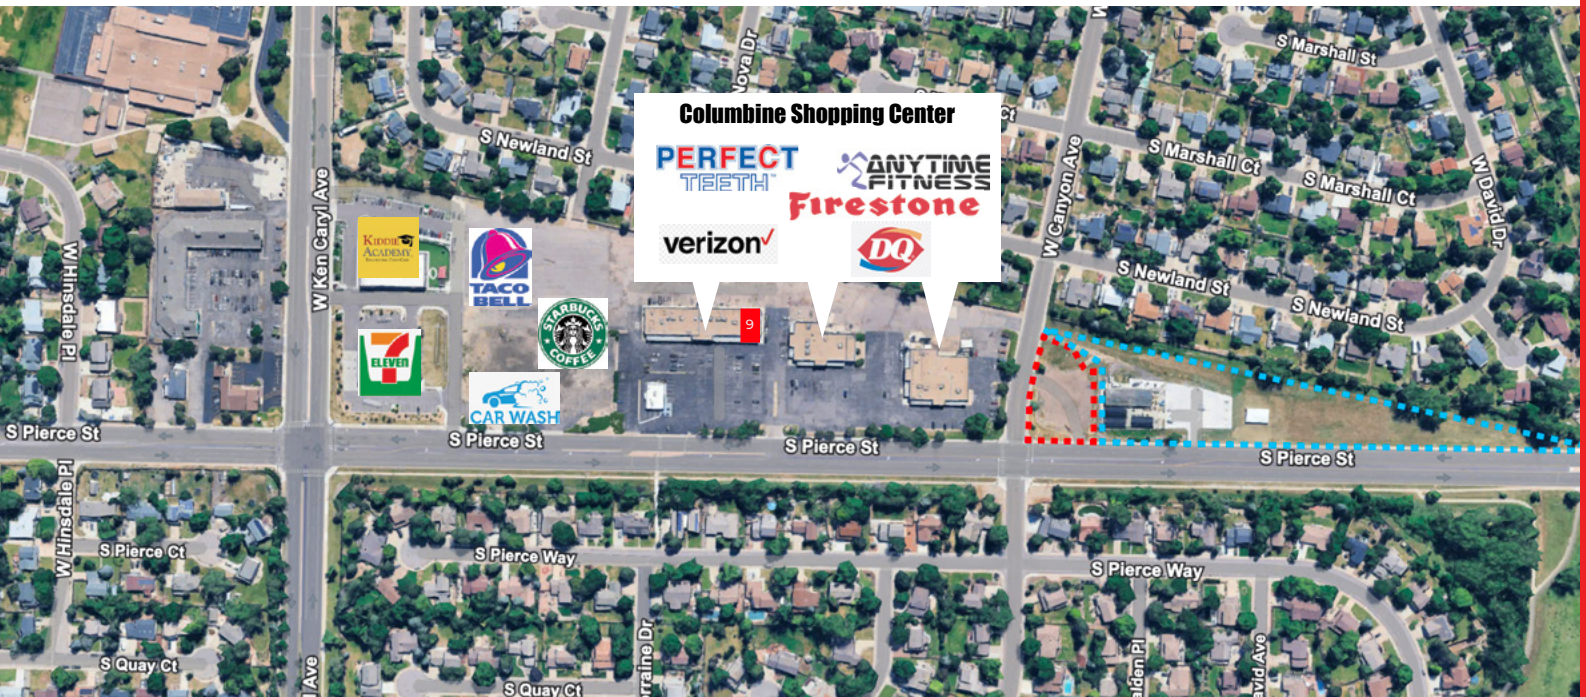 S Marshall St
Nova Dr
Columbine Shopping Center
PERFECT
TEETH
ANYTIME
FITNESS
Firestone
verizon
DQ
Ct
S Newland St
S Marshall Ct
S Marshall Ct
W David Dr
W Canyon Ave
W Ken Caryl Ave
W Hinsdale Pl
KIDDIE
ACADEMY
TACO
BELL
STARBUCKS
COFFEE
7
ELEVEN
CAR WASH
9
S Newland St
S Newland St
S Pierce St
S Pierce St
S Pierce St
S Pierce St
W Hinsdale Pl
S Pierce Ct
S Pierce Way
S Pierce Way
S Quay Ct
S Quay Ct
Ave